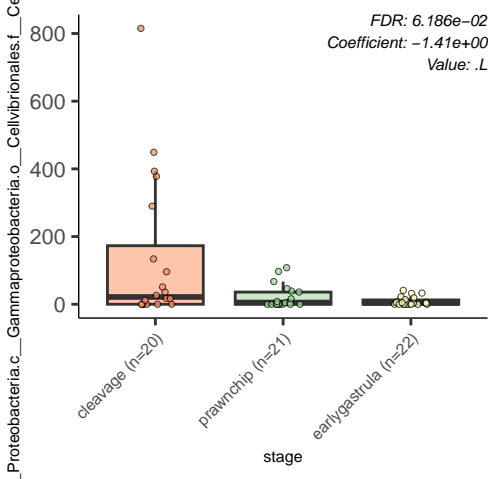 _Proteobacteria.c__Gammaproteobacteria.o__Cellvibrionales.f__Ce
FDR: 6.186e−02
Coefficient: −1.41e+00
Value: .L
800
600
400
200
0
cleavage (n=20)
prawnchip (n=21)
earlygastrula (n=22)
stage